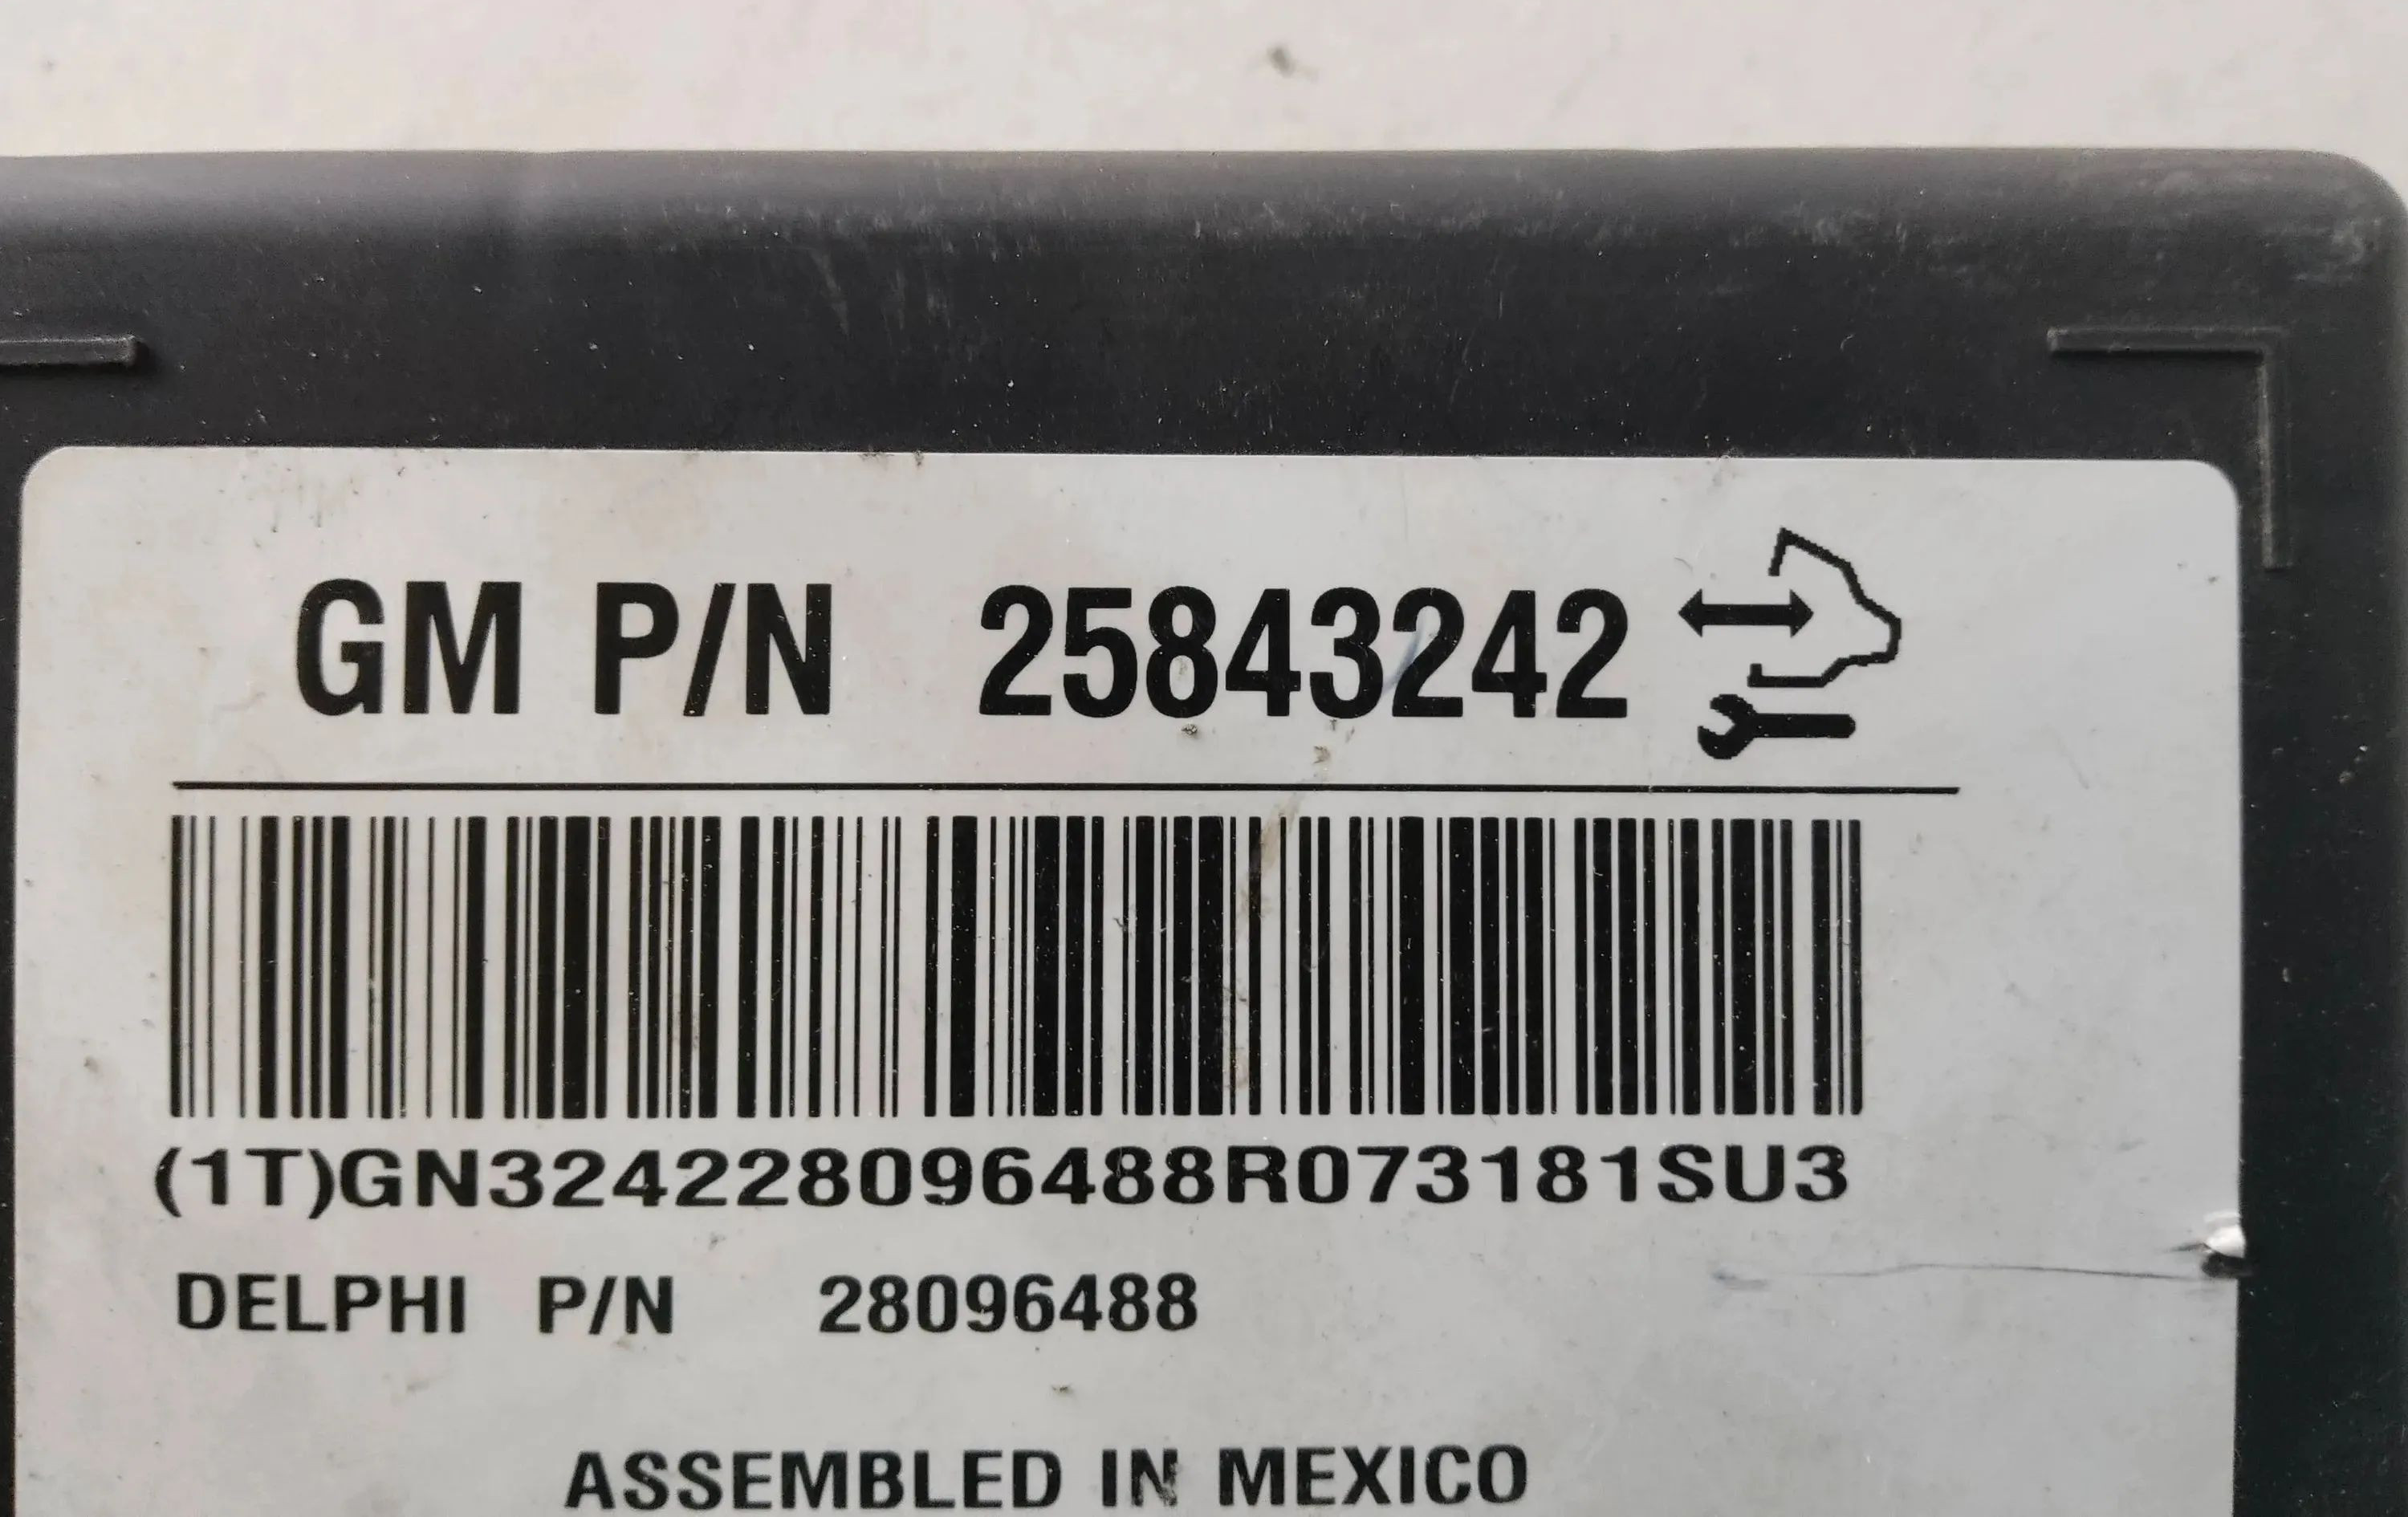 GM P/N 25843242
(1T)GN324228096488R073181SU3
DELPHI P/N 28096488
ASSEMBLED IN MEXICO